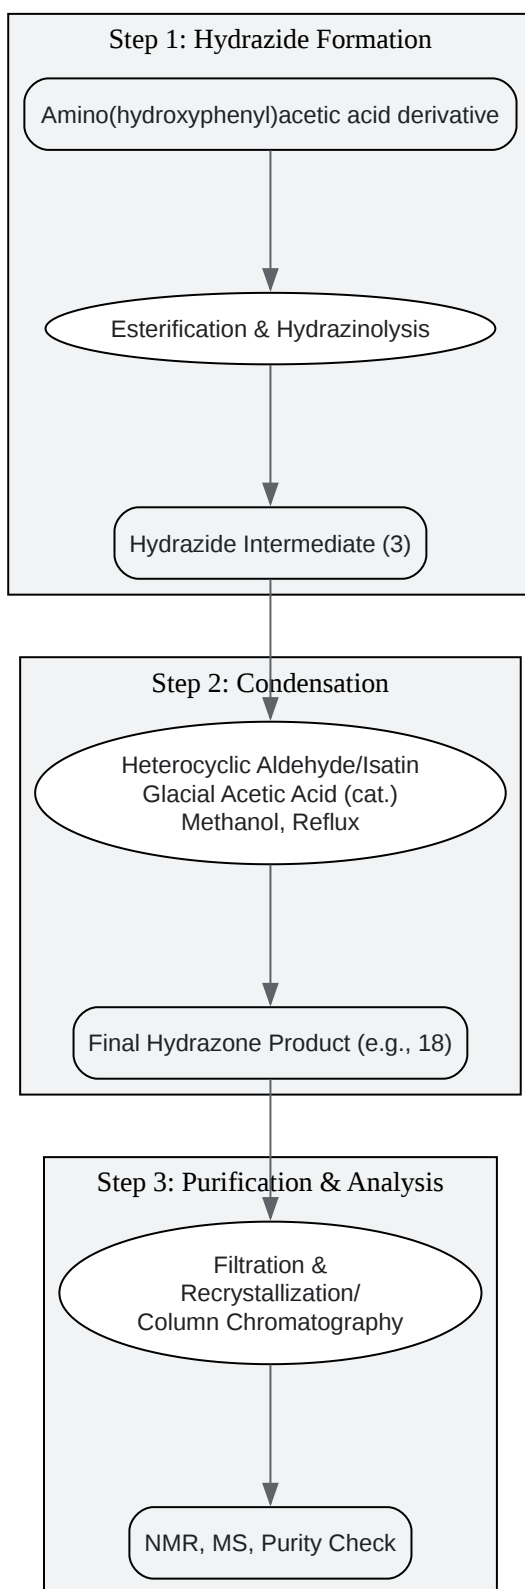 Step 1: Hydrazide Formation
Amino(hydroxyphenyl)acetic acid derivative
Esterification & Hydrazinolysis
Hydrazide Intermediate (3)
Step 2: Condensation
Heterocyclic Aldehyde/Isatin
Glacial Acetic Acid (cat.)
Methanol, Reflux
Final Hydrazone Product (e.g., 18)
Step 3: Purification & Analysis
Filtration &
Recrystallization/
Column Chromatography
NMR, MS, Purity Check